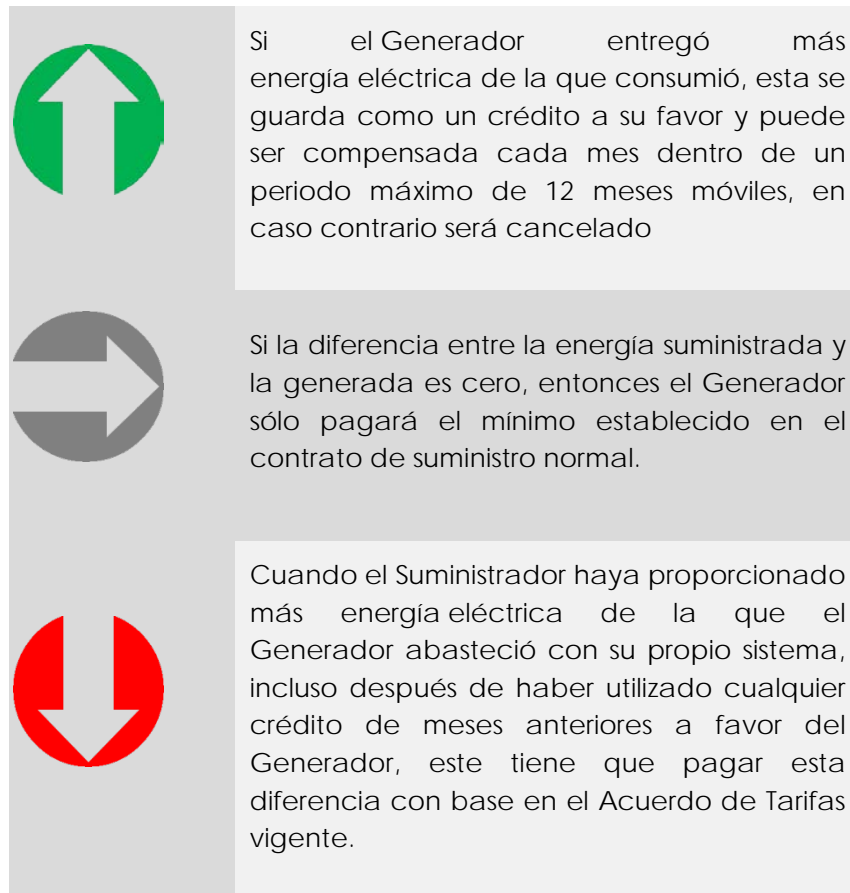 Si el Generador entregó más
energía eléctrica de la que consumió, esta se
guarda como un crédito a su favor y puede
ser compensada cada mes dentro de un
periodo máximo de 12 meses móviles, en
caso contrario será cancelado
Si la diferencia entre la energía suministrada y
la generada es cero, entonces el Generador
sólo pagará el mínimo establecido en el
contrato de suministro normal.
Cuando el Suministrador haya proporcionado
más energía eléctrica de la que el
Generador abasteció con su propio sistema,
incluso después de haber utilizado cualquier
crédito de meses anteriores a favor del
Generador, este tiene que pagar esta
diferencia con base en el Acuerdo de Tarifas
vigente.